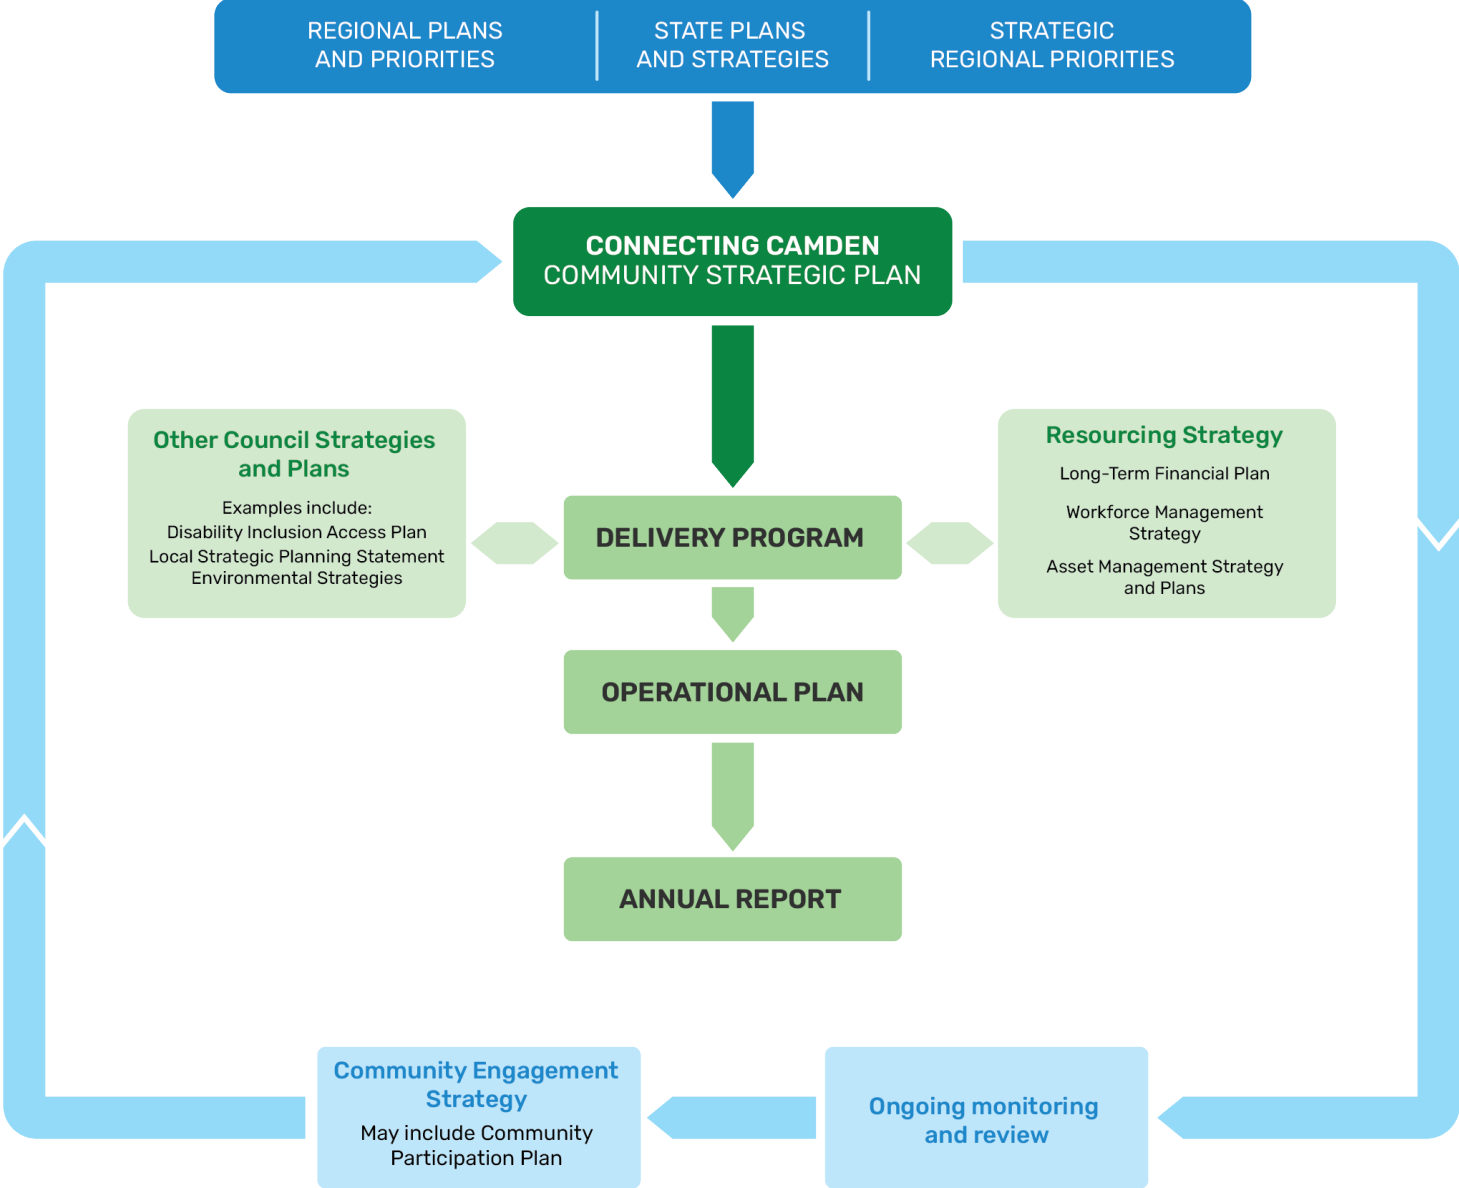 REGIONAL PLANS
AND PRIORITIES
STATE PLANS
AND STRATEGIES
STRATEGIC
REGIONAL PRIORITIES
CONNECTING CAMDEN
COMMUNITY STRATEGIC PLAN
Other Council Strategies
and Plans
Examples include:
Disability Inclusion Access Plan
Local Strategic Planning Statement
Environmental Strategies
DELIVERY PROGRAM
Resourcing Strategy
Long-Term Financial Plan
Workforce Management
Strategy
Asset Management Strategy
and Plans
OPERATIONAL PLAN
ANNUAL REPORT
Community Engagement
Strategy
May include Community
Participation Plan
Ongoing monitoring
and review